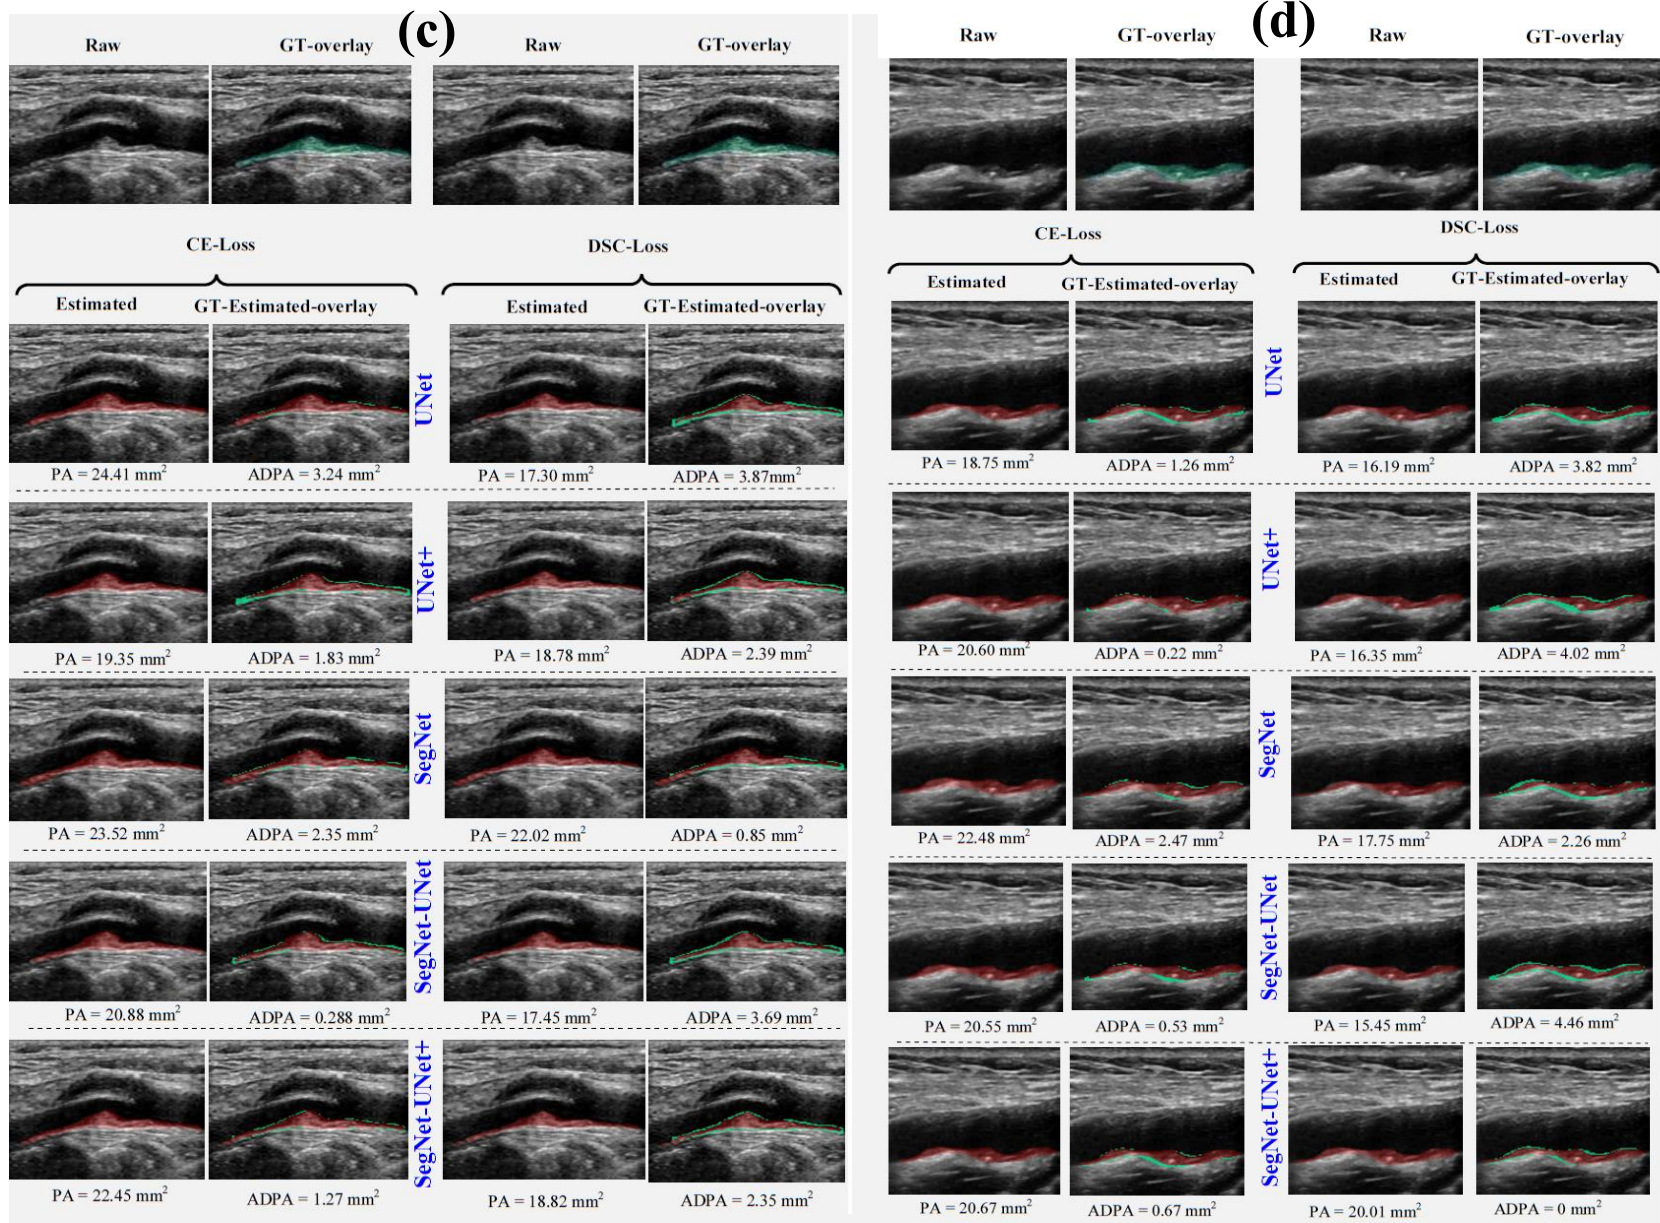 (c)
Raw GT-overlay Raw GT-overlay
CE-Loss DSC-Loss
Estimated GT-Estimated-overlay Estimated GT-Estimated-overlay
UNet
PA = 24.41 mm² ADPA = 3.24 mm² PA = 17.30 mm² ADPA = 3.87mm²
UNet+
PA = 19.35 mm² ADPA = 1.83 mm² PA = 18.78 mm² ADPA = 2.39 mm²
SegNet
PA = 23.52 mm² ADPA = 2.35 mm² PA = 22.02 mm² ADPA = 0.85 mm²
SegNet-UNet
PA = 20.88 mm² ADPA = 0.288 mm² PA = 17.45 mm² ADPA = 3.69 mm²
SegNet-UNet+
PA = 22.45 mm² ADPA = 1.27 mm² PA = 18.82 mm² ADPA = 2.35 mm²
(d)
Raw GT-overlay Raw GT-overlay
CE-Loss DSC-Loss
Estimated GT-Estimated-overlay Estimated GT-Estimated-overlay
UNet
PA = 18.75 mm² ADPA = 1.26 mm² PA = 16.19 mm² ADPA = 3.82 mm²
UNet+
PA = 20.60 mm² ADPA = 0.22 mm² PA = 16.35 mm² ADPA = 4.02 mm²
SegNet
PA = 22.48 mm² ADPA = 2.47 mm² PA = 17.75 mm² ADPA = 2.26 mm²
SegNet-UNet
PA = 20.55 mm² ADPA = 0.53 mm² PA = 15.45 mm² ADPA = 4.46 mm²
SegNet-UNet+
PA = 20.67 mm² ADPA = 0.67 mm² PA = 20.01 mm² ADPA = 0 mm²